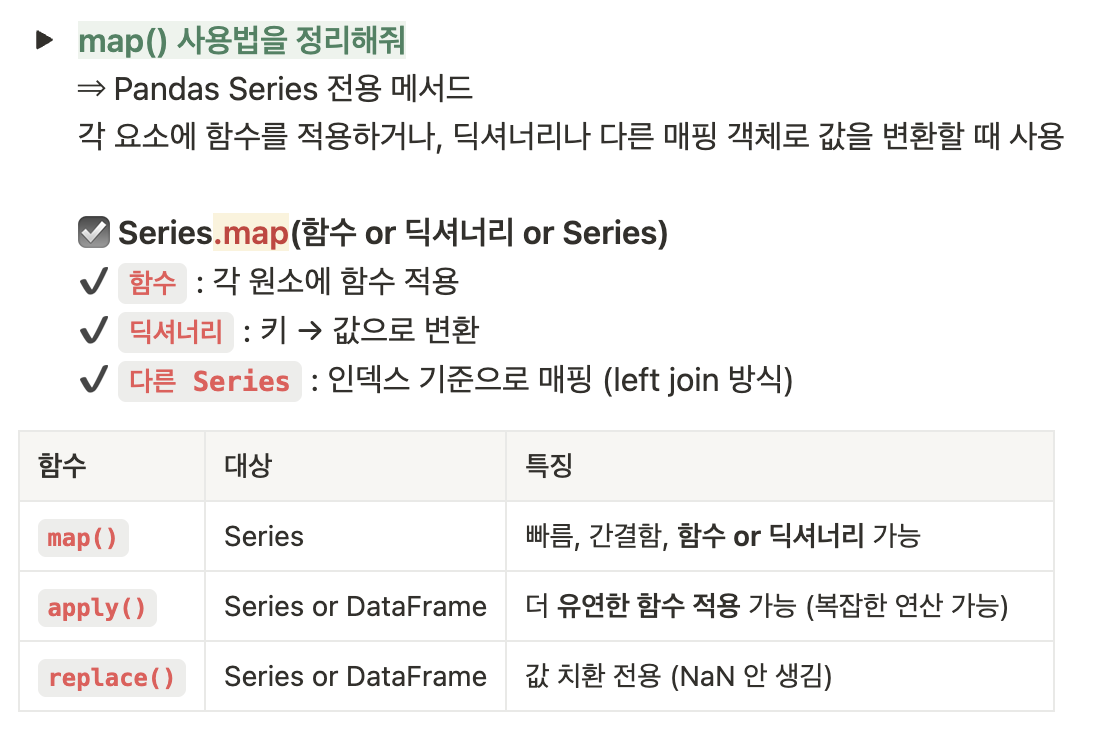 ▶ map() 사용법을 정리해줘
⇒ Pandas Series 전용 메서드
각 요소에 함수를 적용하거나, 딕셔너리나 다른 매핑 객체로 값을 변환할 때 사용
☑ Series.map(함수 or 딕셔너리 or Series)
✔ 함수 : 각 원소에 함수 적용
✔ 딕셔너리 : 키 → 값으로 변환
✔ 다른 Series : 인덱스 기준으로 매핑 (left join 방식)
함수 대상 특징
map() Series 빠름, 간결함, 함수 or 딕셔너리 가능
apply() Series or DataFrame 더 유연한 함수 적용 가능 (복잡한 연산 가능)
replace() Series or DataFrame 값 치환 전용 (NaN 안 생김)